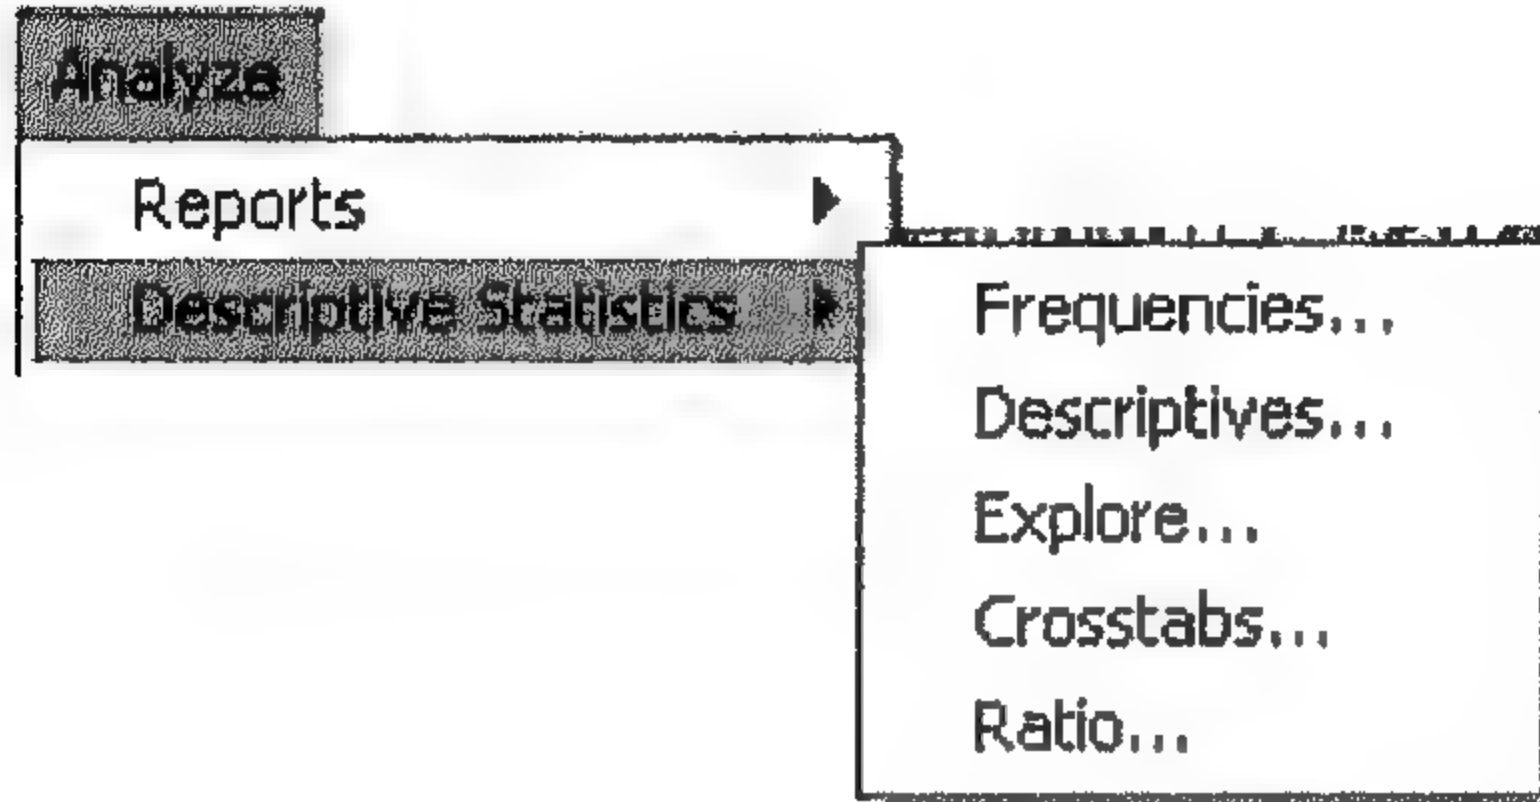 Analyze
Reports
Descriptive Statistics
Frequencies...
Descriptives...
Explore...
Crosstabs...
Ratio...